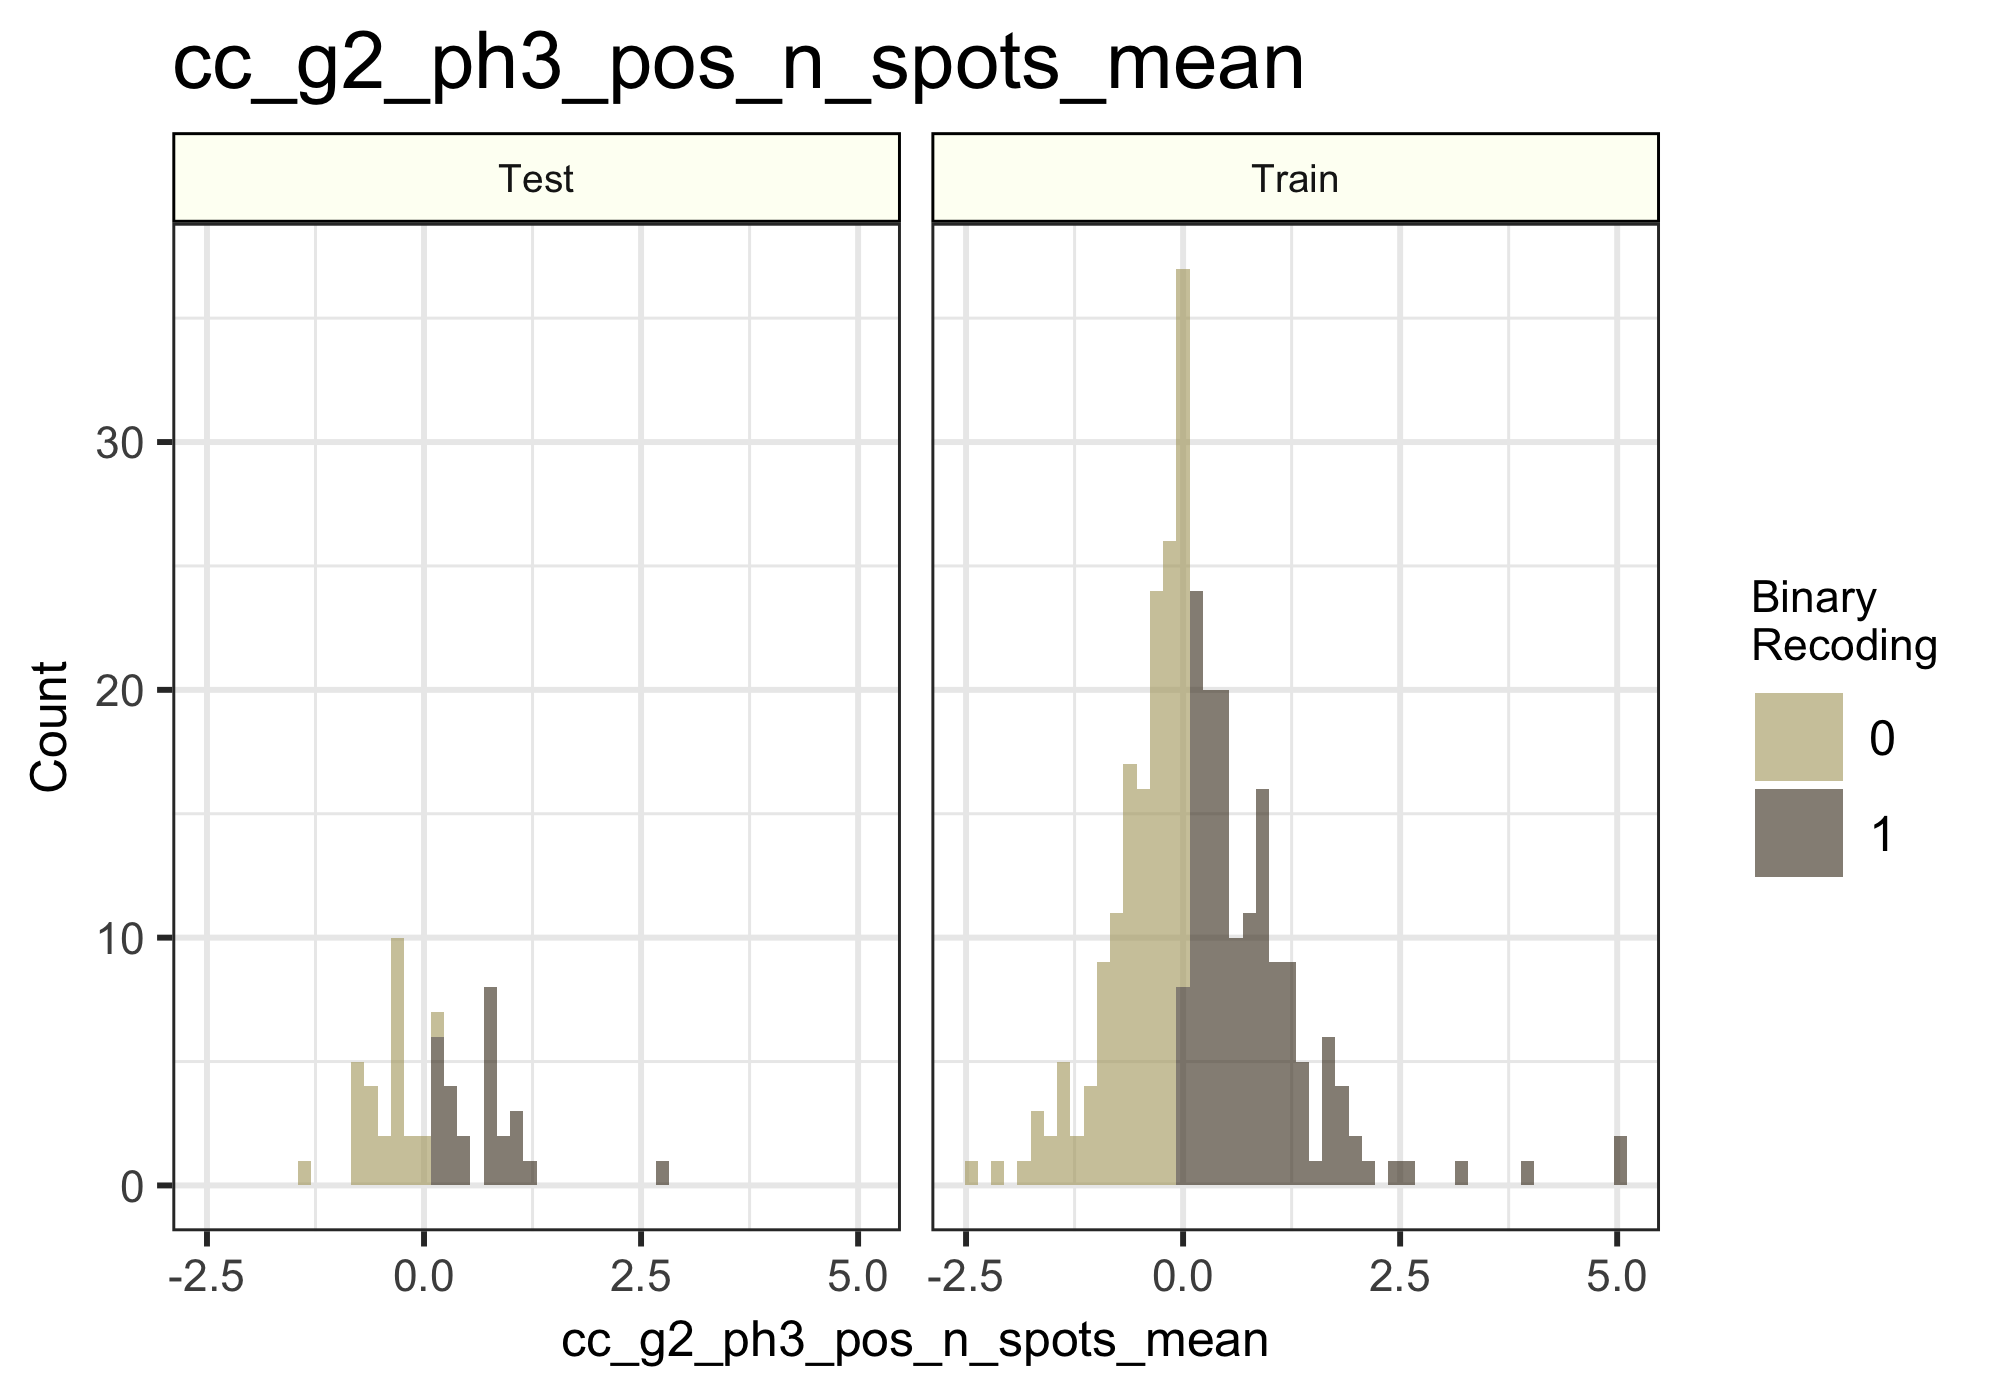 cc_g2_ph3_pos_n_spots_mean
Test
Train
30
20
10
0
Count
-2.5
0.0
2.5
5.0
-2.5
0.0
2.5
5.0
cc_g2_ph3_pos_n_spots_mean
Binary
Recoding
0
1